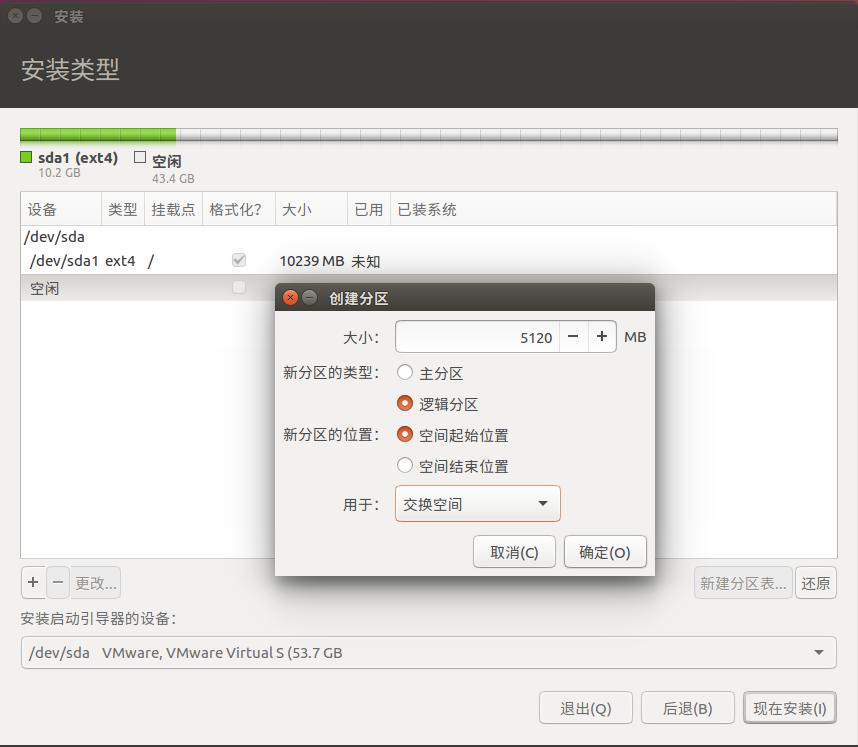 安装
安装类型
sda1 (ext4) 空闲
10.2 GB 43.4 GB
设备 类型 挂载点 格式化? 大小 已用 已装系统
/dev/sda
/dev/sda1 ext4 / 10239 MB 未知
空闲
创建分区
大小: 5120 − + MB
新分区的类型: 主分区
逻辑分区
新分区的位置: 空间起始位置
空间结束位置
用于: 交换空间
取消(C) 确定(O)
+ − 更改... 新建分区表... 还原
安装启动引导器的设备:
/dev/sda VMware, VMware Virtual S (53.7 GB
退出(Q) 后退(B) 现在安装(I)